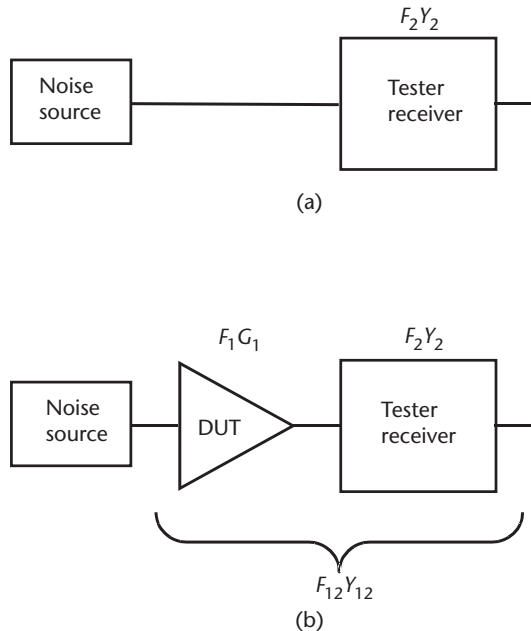 F₂Y₂
Noise
source
Tester
receiver
(a)
F₁G₁
F₂Y₂
Noise
source
DUT
Tester
receiver
F₁₂Y₁₂
(b)